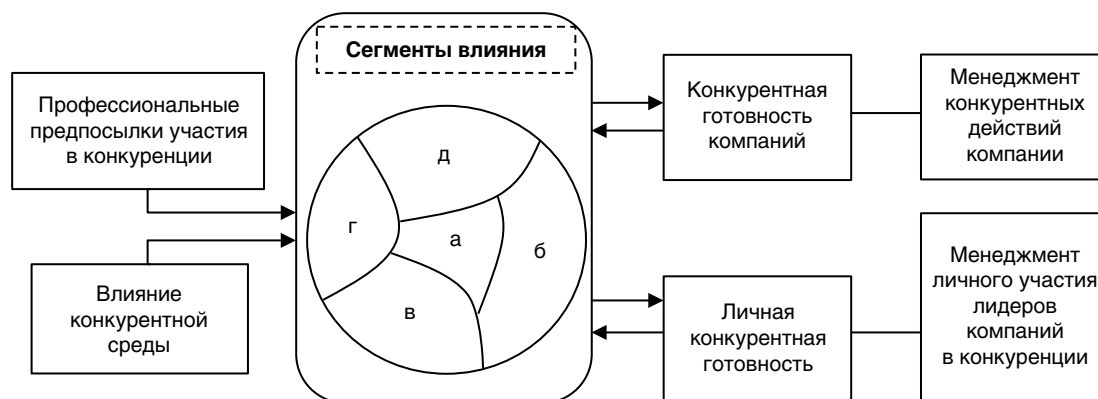 Сегменты влияния
Профессиональные
предпосылки участия
в конкуренции
Влияние
конкурентной
среды
д
г
а
б
в
Конкурентная
готовность
компаний
Менеджмент
конкурентных
действий
компании
Личная
конкурентная
готовность
Менеджмент
личного участия
лидеров
компаний
в конкуренции